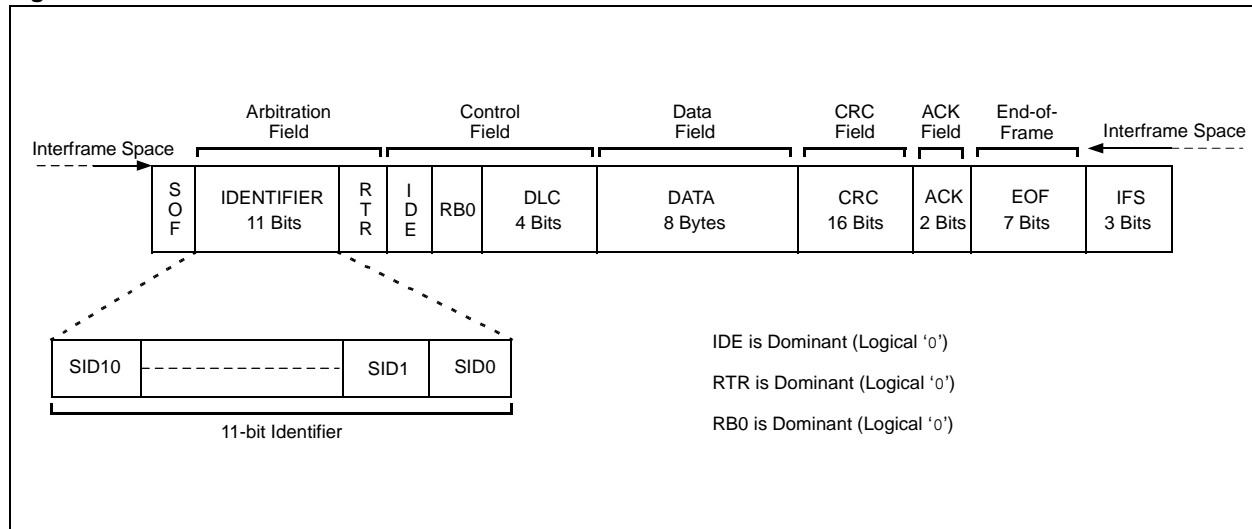 Arbitration Field
Control Field
Data Field
CRC Field
ACK Field
End-of-Frame
Interframe Space
Interframe Space
SOF
IDENTIFIER 11 Bits
RTR
IDE
RB0
DLC 4 Bits
DATA 8 Bytes
CRC 16 Bits
ACK 2 Bits
EOF 7 Bits
IFS 3 Bits
SID10
SID1
SID0
11-bit Identifier
IDE is Dominant (Logical ‘0’)
RTR is Dominant (Logical ‘0’)
RB0 is Dominant (Logical ‘0’)